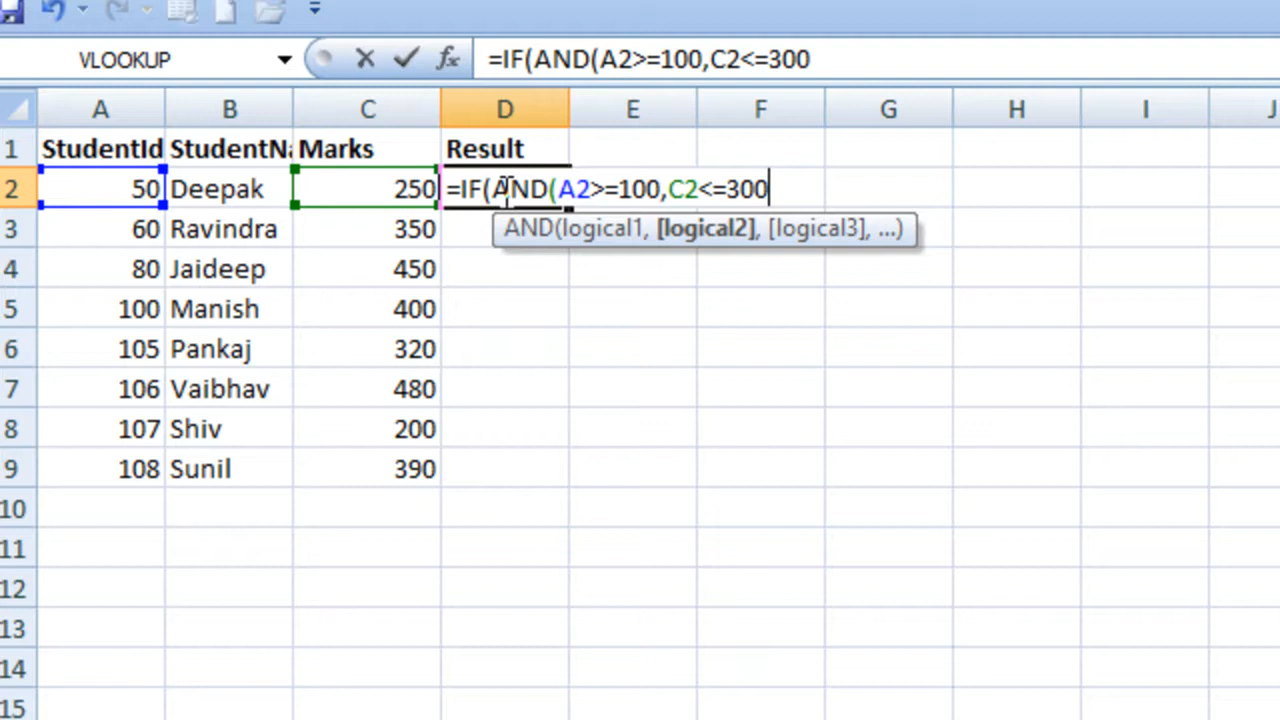 VLOOKUP fx =IF(AND(A2>=100,C2<=300
A B C D E F G H I J
1 StudentId StudentNa Marks Result
2 50 Deepak 250 =IF(AND(A2>=100,C2<=300
AND(logical1, [logical2], [logical3], ...)
3 60 Ravindra 350
4 80 Jaideep 450
5 100 Manish 400
6 105 Pankaj 320
7 106 Vaibhav 480
8 107 Shiv 200
9 108 Sunil 390
10
11
12
13
14
15